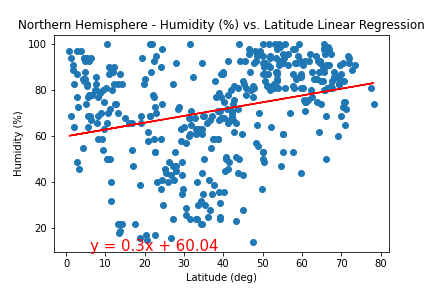 Northern Hemisphere - Humidity (%) vs. Latitude Linear Regression
100
80
60
40
20
Humidity (%)
y = 0.3x + 60.04
0 10 20 30 40 50 60 70 80
Latitude (deg)